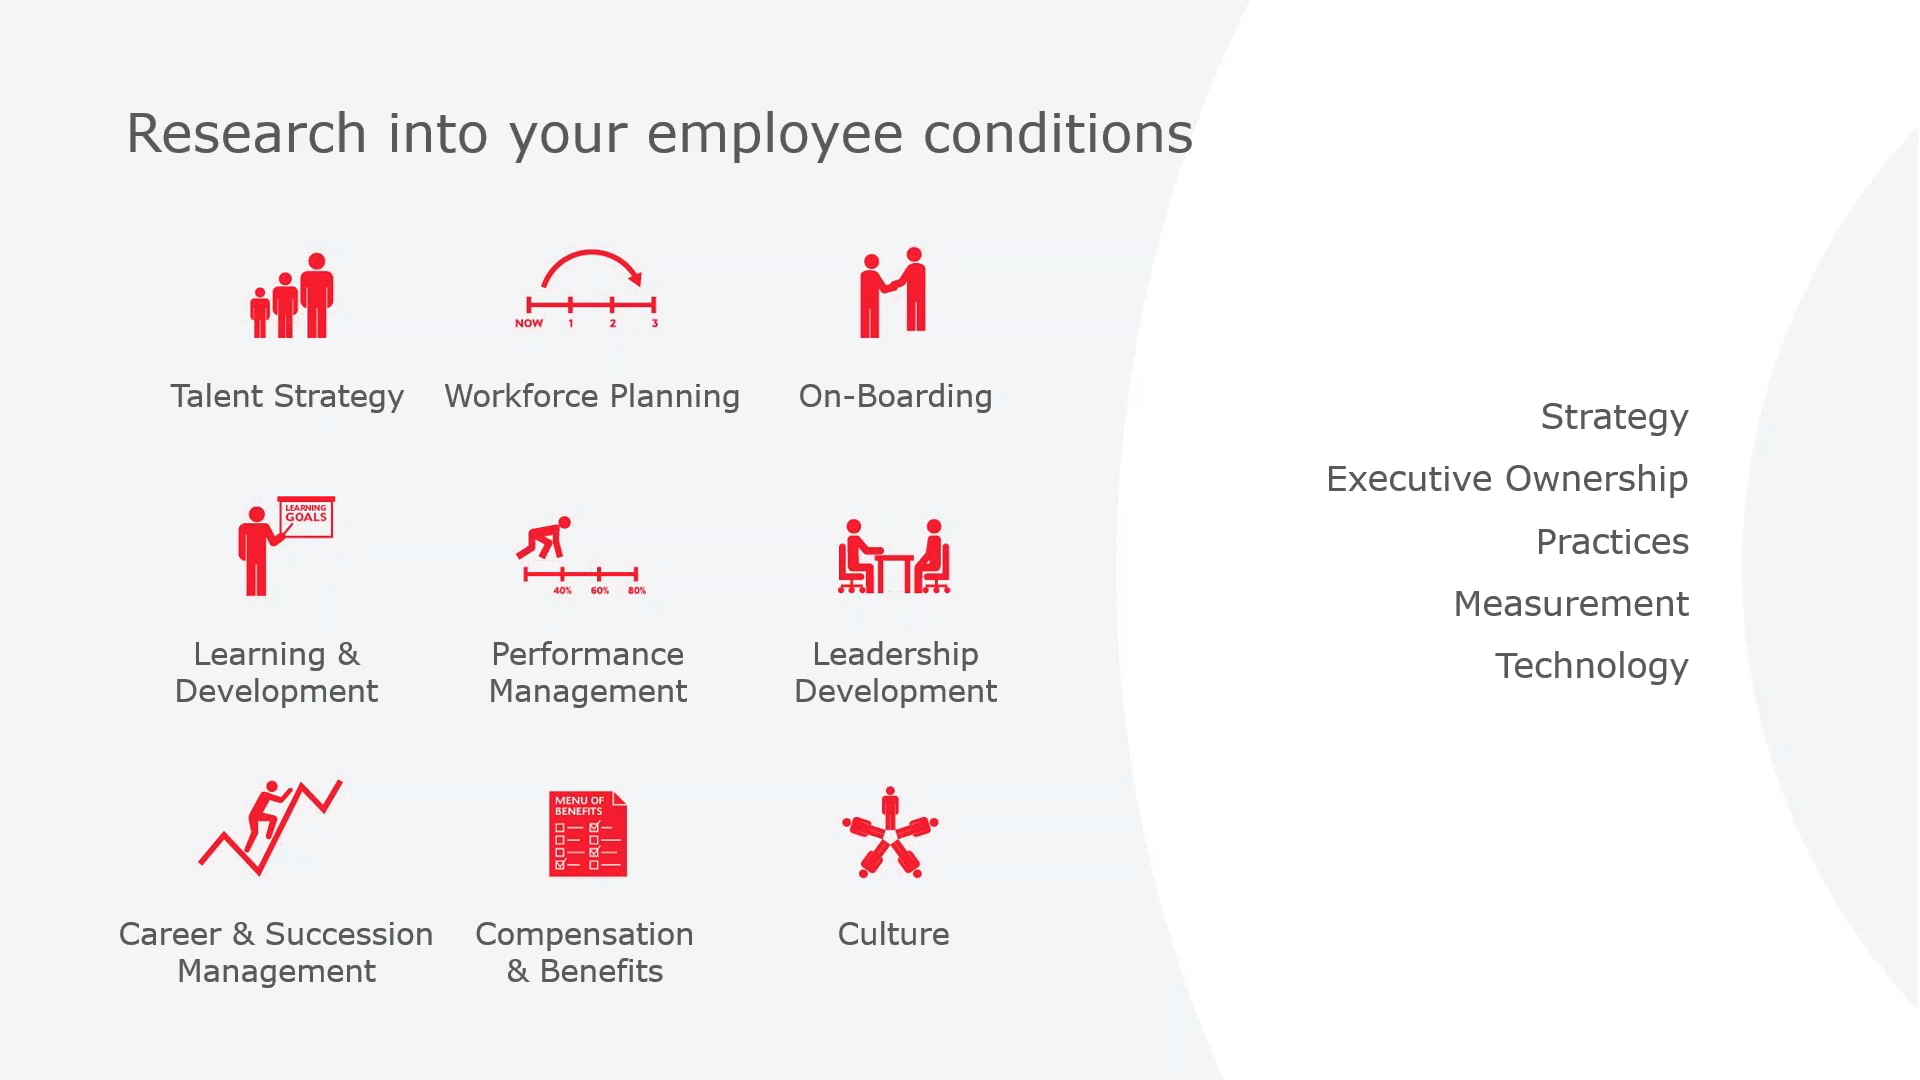 Research into your employee conditions
NOW 1 2 3
Talent Strategy
Workforce Planning
On-Boarding
LEARNING
GOALS
40% 60% 80%
Learning &
Development
Performance
Management
Leadership
Development
MENU OF
BENEFITS
Career & Succession
Management
Compensation
& Benefits
Culture
Strategy
Executive Ownership
Practices
Measurement
Technology